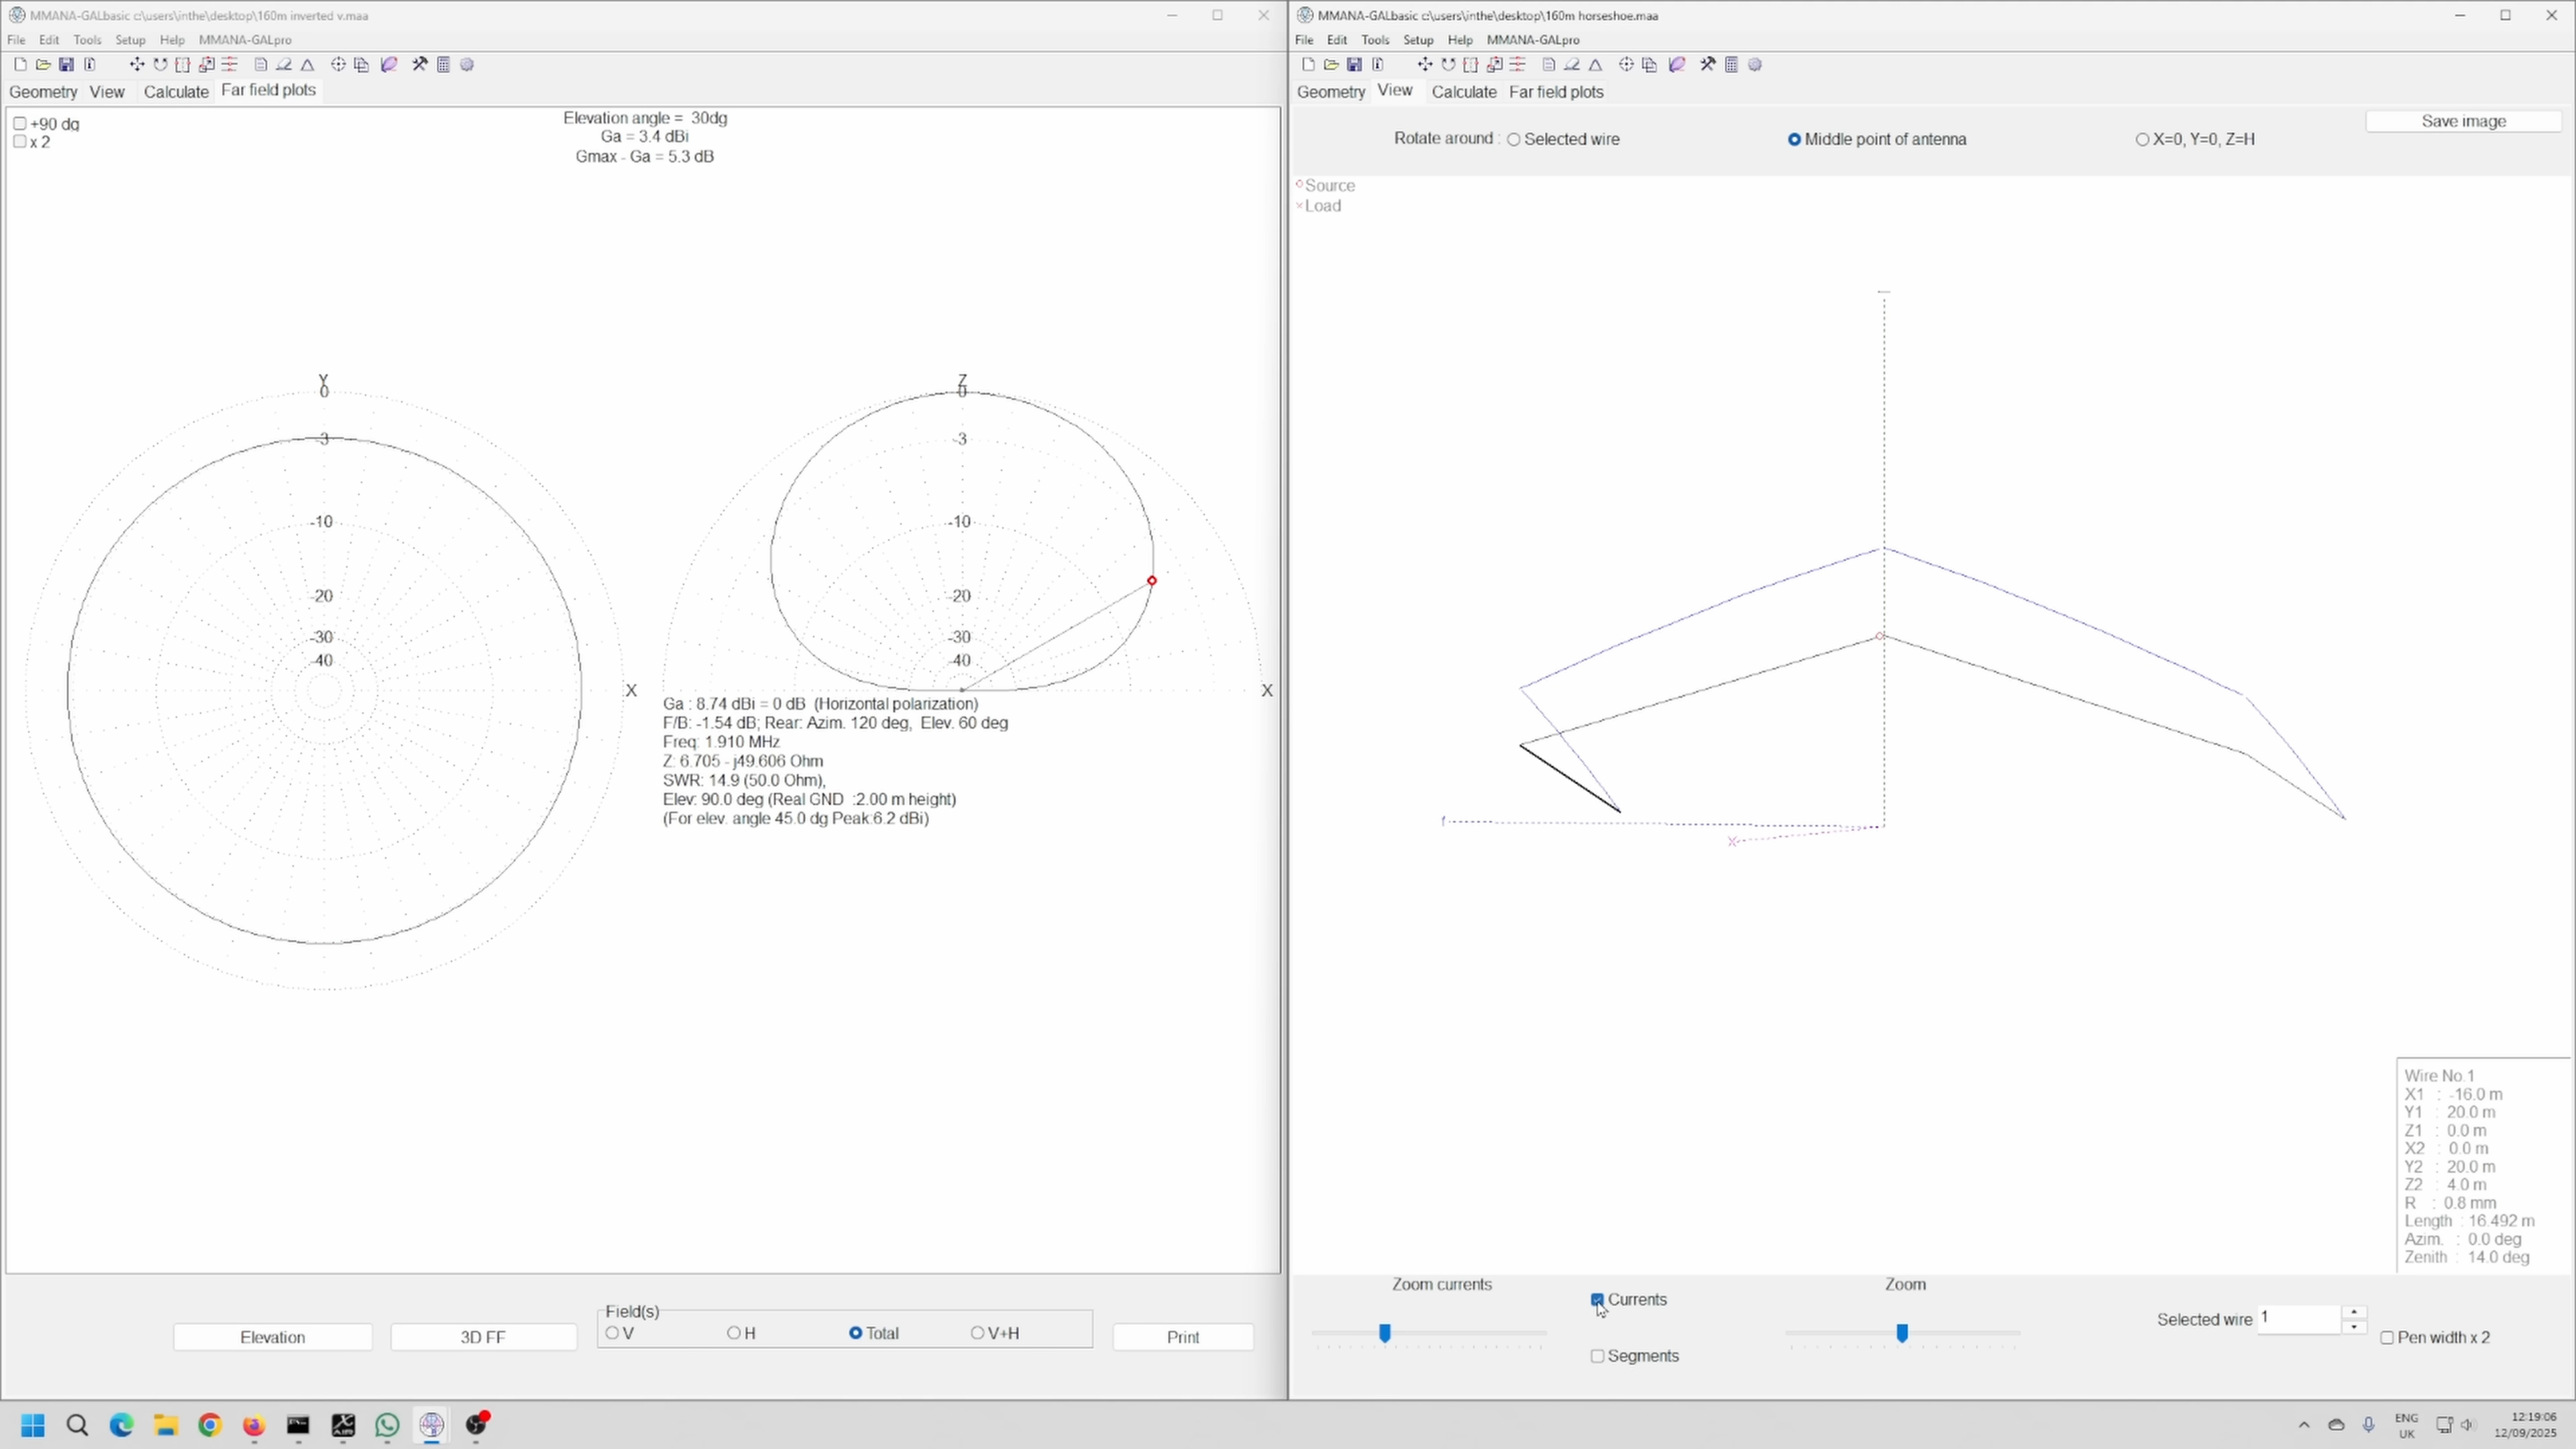 MMANA-GALbasic c:\users\inthe\desktop\160m inverted v.maa
File Edit Tools Setup Help MMANA-GALpro
Geometry View Calculate Far field plots
+90 dg
x 2
Elevation angle = 30dg
Ga = 3.4 dBi
Gmax - Ga = 5.3 dB
Y
0
-3
-10
-20
-30
-40
X
Z
0
-3
-10
-20
-30
-40
X
Ga : 8.74 dBi = 0 dB (Horizontal polarization)
F/B: -1.54 dB; Rear: Azim. 120 deg, Elev. 60 deg
Freq: 1.910 MHz
Z: 6.705 - j49.606 Ohm
SWR: 14.9 (50.0 Ohm),
Elev: 90.0 deg (Real GND :2.00 m height)
(For elev. angle 45.0 dg Peak:6.2 dBi)
Elevation
3D FF
Field(s)
V H Total V+H
Print
MMANA-GALbasic c:\users\inthe\desktop\160m horseshoe.maa
File Edit Tools Setup Help MMANA-GALpro
Geometry View Calculate Far field plots
Save image
Rotate around : Selected wire Middle point of antenna X=0, Y=0, Z=H
Source
Load
X
Wire No.1
X1 : -16.0 m
Y1 : 20.0 m
Z1 : 0.0 m
X2 : 0.0 m
Y2 : 20.0 m
Z2 : 4.0 m
R : 0.8 mm
Length : 16.492 m
Azim. : 0.0 deg
Zenith : 14.0 deg
Zoom currents
Currents
Segments
Zoom
Selected wire 1
Pen width x 2
ENG
UK
12:19:06
12/09/2025